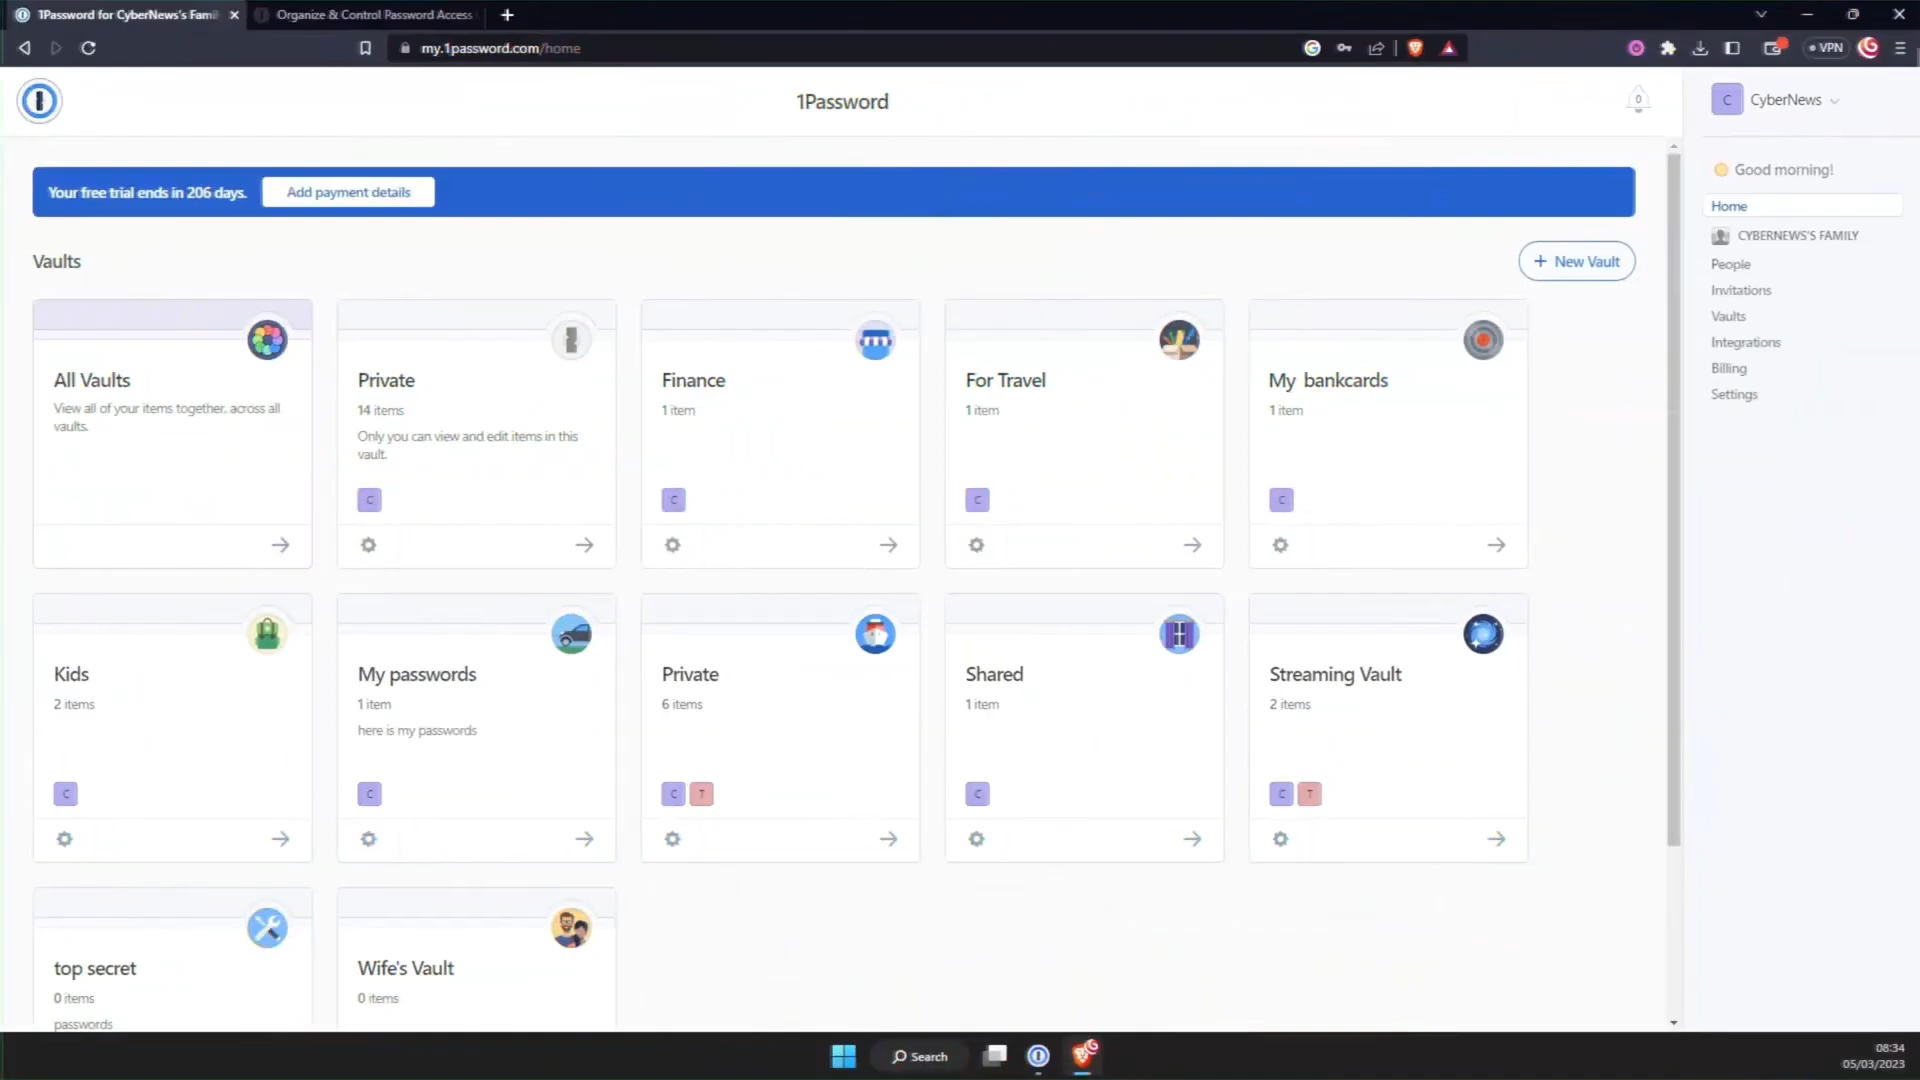 1Password for CyberNews's Fami
Organize & Control Password Access
my.1password.com/home
VPN
1Password
0
C
CyberNews
Your free trial ends in 206 days.
Add payment details
Good morning!
Home
CYBERNEWS'S FAMILY
People
Invitations
Vaults
Integrations
Billing
Settings
Vaults
+ New Vault
All Vaults
View all of your items together, across all
vaults.
Private
14 items
Only you can view and edit items in this
vault.
C
Finance
1 item
C
For Travel
1 item
C
My bankcards
1 item
C
Kids
2 items
C
My passwords
1 item
here is my passwords
C
Private
6 items
C T
Shared
1 item
C
Streaming Vault
2 items
C T
top secret
0 items
passwords
Wife's Vault
0 items
Search
08:34
05/03/2023